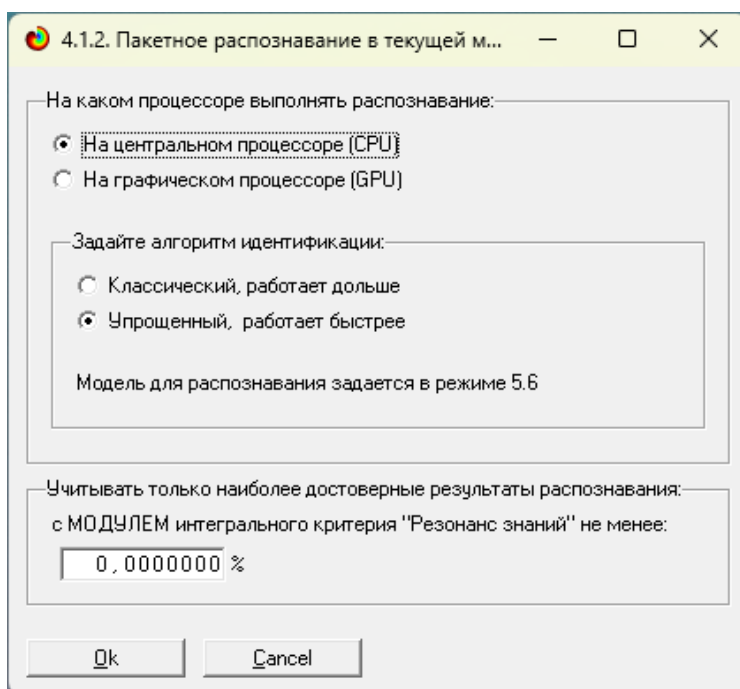 4.1.2. Пакетное распознавание в текущей м...
На каком процессоре выполнять распознавание:
На центральном процессоре (CPU)
На графическом процессоре (GPU)
Задайте алгоритм идентификации:
Классический, работает дольше
Упрощенный, работает быстрее
Модель для распознавания задается в режиме 5.6
Учитывать только наиболее достоверные результаты распознавания:
с МОДУЛЕМ интегрального критерия "Резонанс знаний" не менее:
0,0000000 %
Ok Cancel